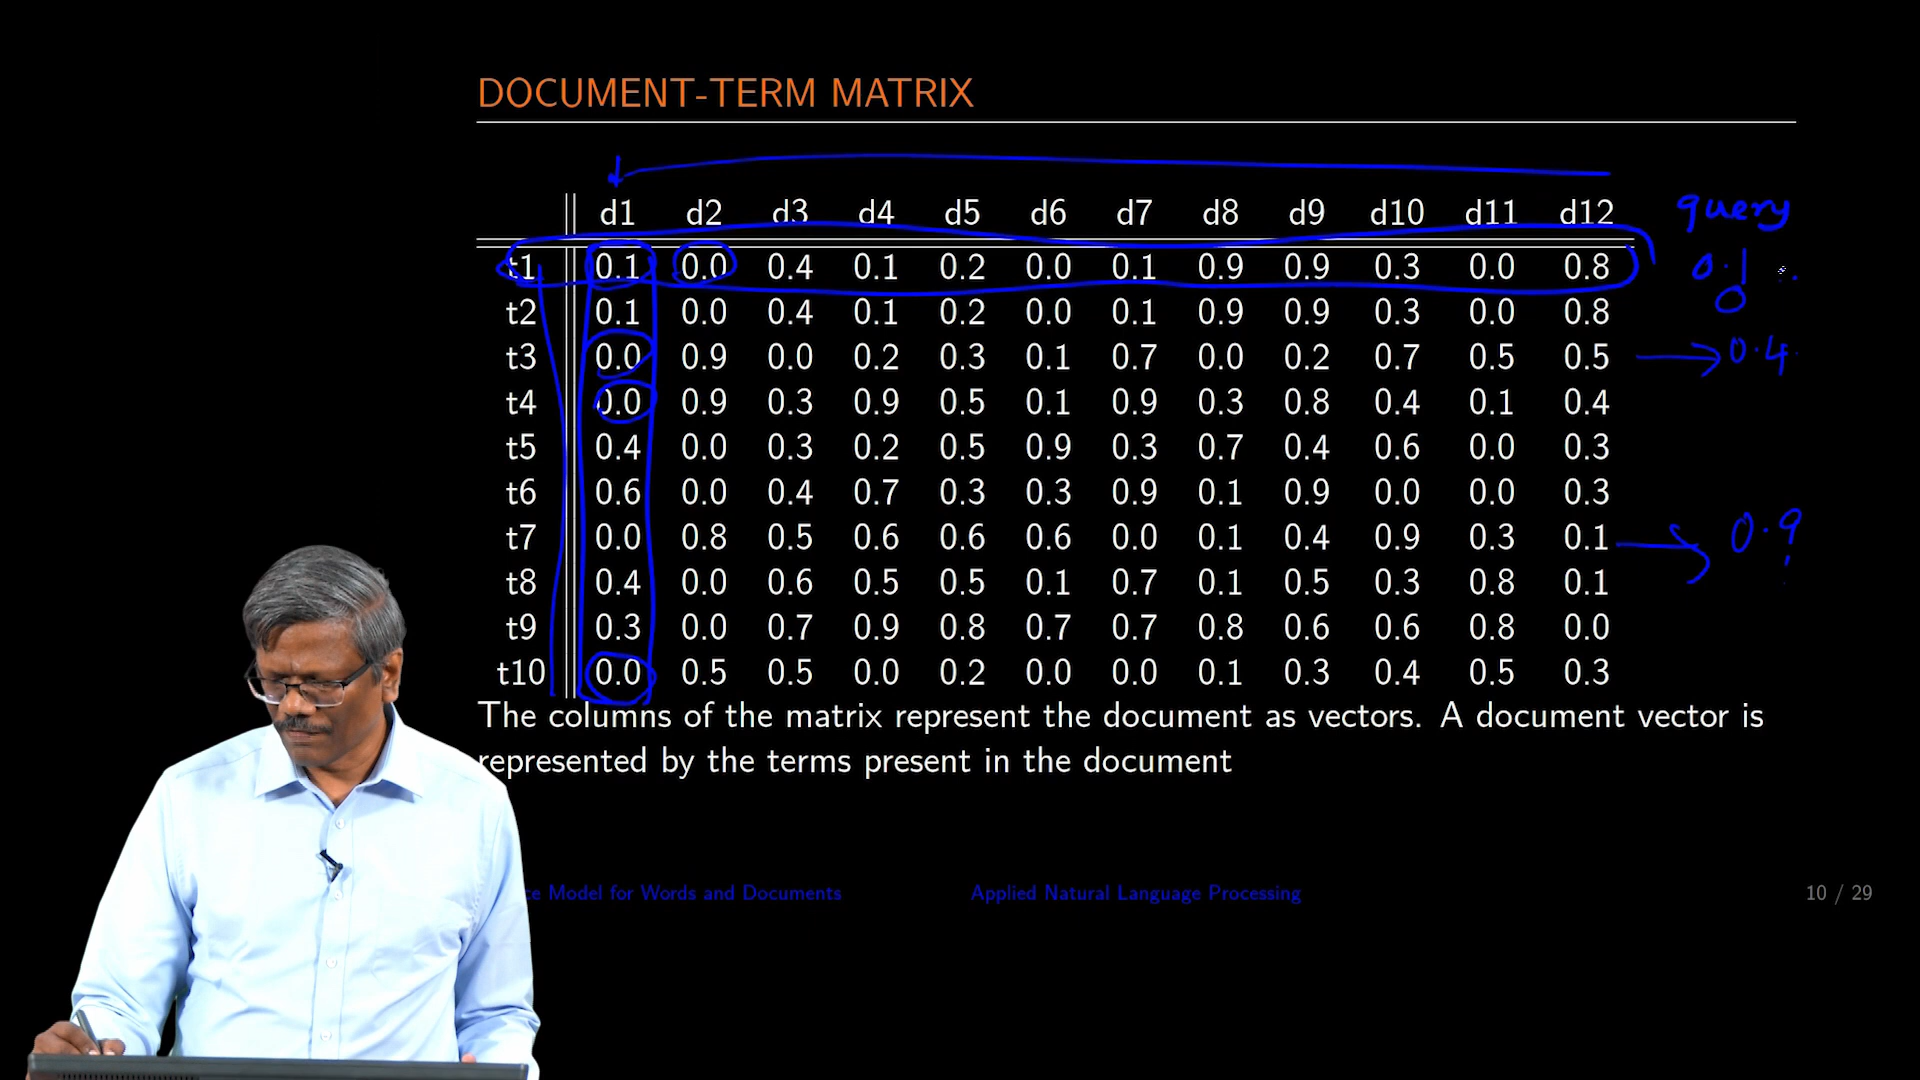 DOCUMENT-TERM MATRIX
d1 d2 d3 d4 d5 d6 d7 d8 d9 d10 d11 d12 query
t1 0.1 0.0 0.4 0.1 0.2 0.0 0.1 0.9 0.9 0.3 0.0 0.8 0.1
t2 0.1 0.0 0.4 0.1 0.2 0.0 0.1 0.9 0.9 0.3 0.0 0.8 0
t3 0.0 0.9 0.0 0.2 0.3 0.1 0.7 0.0 0.2 0.7 0.5 0.5 0.4
t4 0.0 0.9 0.3 0.9 0.5 0.1 0.9 0.3 0.8 0.4 0.1 0.4
t5 0.4 0.0 0.3 0.2 0.5 0.9 0.3 0.7 0.4 0.6 0.0 0.3
t6 0.6 0.0 0.4 0.7 0.3 0.3 0.9 0.1 0.9 0.0 0.0 0.3
t7 0.0 0.8 0.5 0.6 0.6 0.6 0.0 0.1 0.4 0.9 0.3 0.1 0.9
t8 0.4 0.0 0.6 0.5 0.5 0.1 0.7 0.1 0.5 0.3 0.8 0.1
t9 0.3 0.0 0.7 0.9 0.8 0.7 0.7 0.8 0.6 0.6 0.8 0.0
t10 0.0 0.5 0.5 0.0 0.2 0.0 0.0 0.1 0.3 0.4 0.5 0.3
The columns of the matrix represent the document as vectors. A document vector is
represented by the terms present in the document
Model for Words and Documents Applied Natural Language Processing 10 / 29